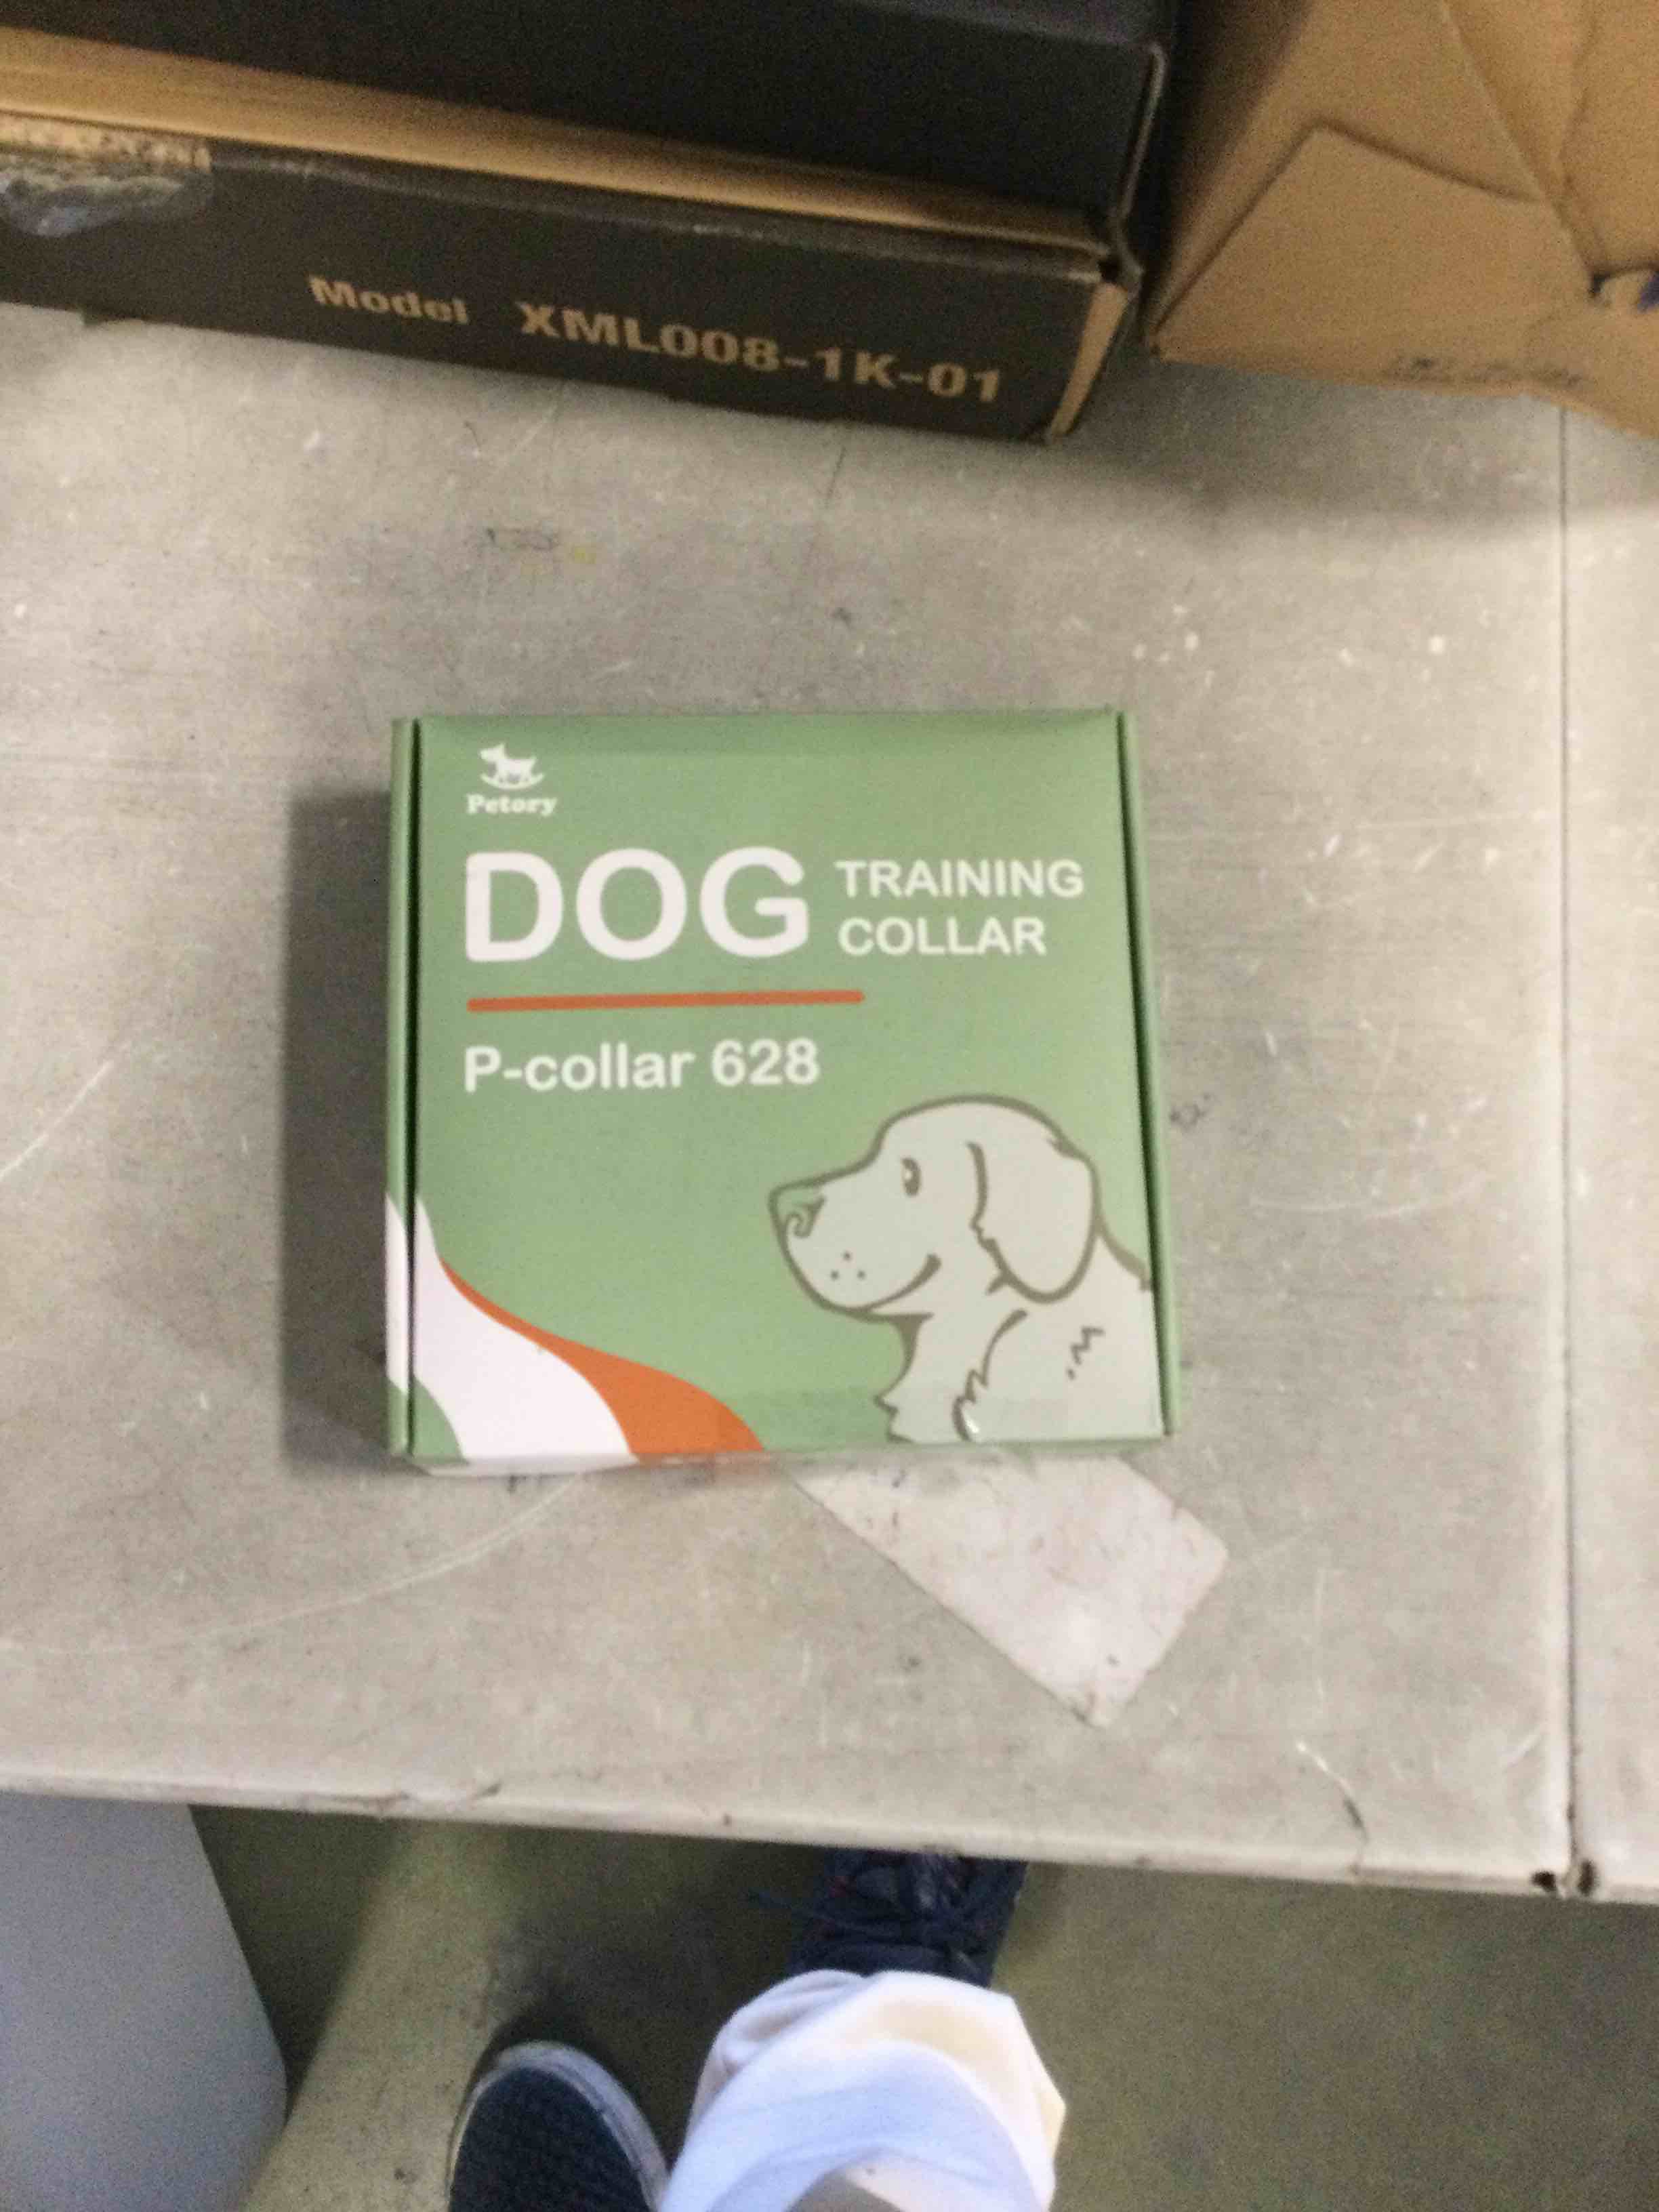 Model XML008-1K-01
Petory
DOG TRAINING
COLLAR
P-collar 628